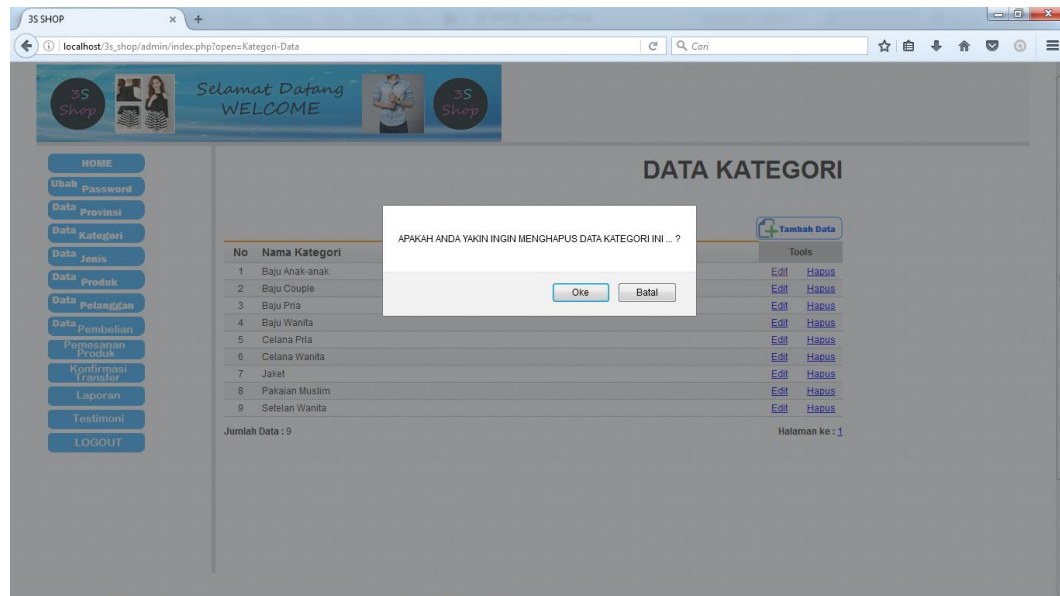 3S SHOP
localhost/3s_shop/admin/index.php?open=Kategori-Data
Cari
3S
Shop
Selamat Datang
WELCOME
3S
Shop
HOME
Ubah Password
Data Provinsi
Data Kategori
Data Jenis
Data Produk
Data Pelanggan
Data Pembelian
Pemesanan
Produk
Konfirmasi
Transfer
Laporan
Testimoni
LOGOUT
DATA KATEGORI
Tambah Data
APAKAH ANDA YAKIN INGIN MENGHAPUS DATA KATEGORI INI ... ?
Oke Batal
No Nama Kategori Tools
1 Baju Anak-anak Edit Hapus
2 Baju Couple Edit Hapus
3 Baju Pria Edit Hapus
4 Baju Wanita Edit Hapus
5 Celana Pria Edit Hapus
6 Celana Wanita Edit Hapus
7 Jaket Edit Hapus
8 Pakaian Muslim Edit Hapus
9 Setelan Wanita Edit Hapus
Jumlah Data : 9 Halaman ke : 1